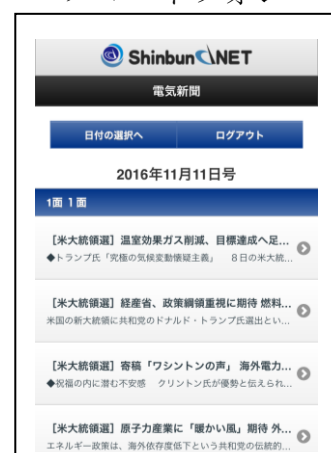 Shinbun NET
電気新聞
日付の選択へ
ログアウト
2016年11月11日号
1面 1面
【米大統領選】温室効果ガス削減、目標達成へ足...
◆トランプ氏「究極の気候変動懐疑主義」 8日の米大統...
【米大統領選】経産省、政策綱領重視に期待 燃料...
米国の新大統領に共和党のドナルド・トランプ氏選出とい...
【米大統領選】寄稿「ワシントンの声」 海外電力...
◆祝福の内に潜む不安感 クリントン氏が優勢と伝えられ...
【米大統領選】原子力産業に「暖かい風」期待 外...
エネルギー政策は、海外依存度低下という共和党の伝統的...